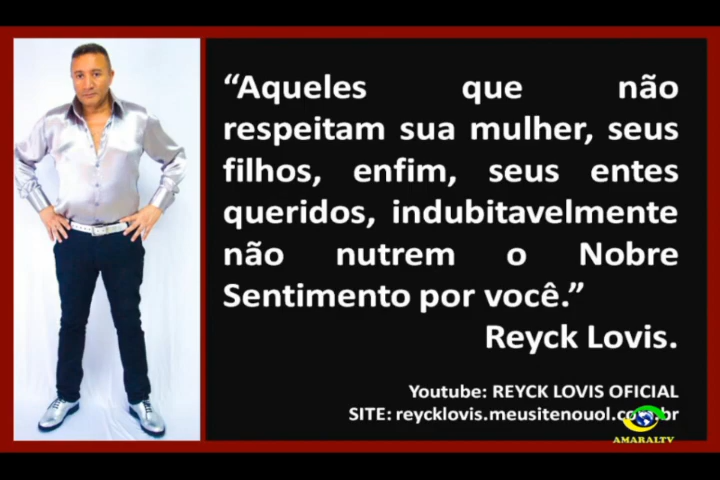 “Aqueles que não
respeitam sua mulher, seus
filhos, enfim, seus entes
queridos, indubitavelmente
não nutrem o Nobre
Sentimento por você.”
Reyck Lovis.
Youtube: REYCK LOVIS OFICIAL
SITE: reycklovis.meusitenouol.com.br
AMARALTV